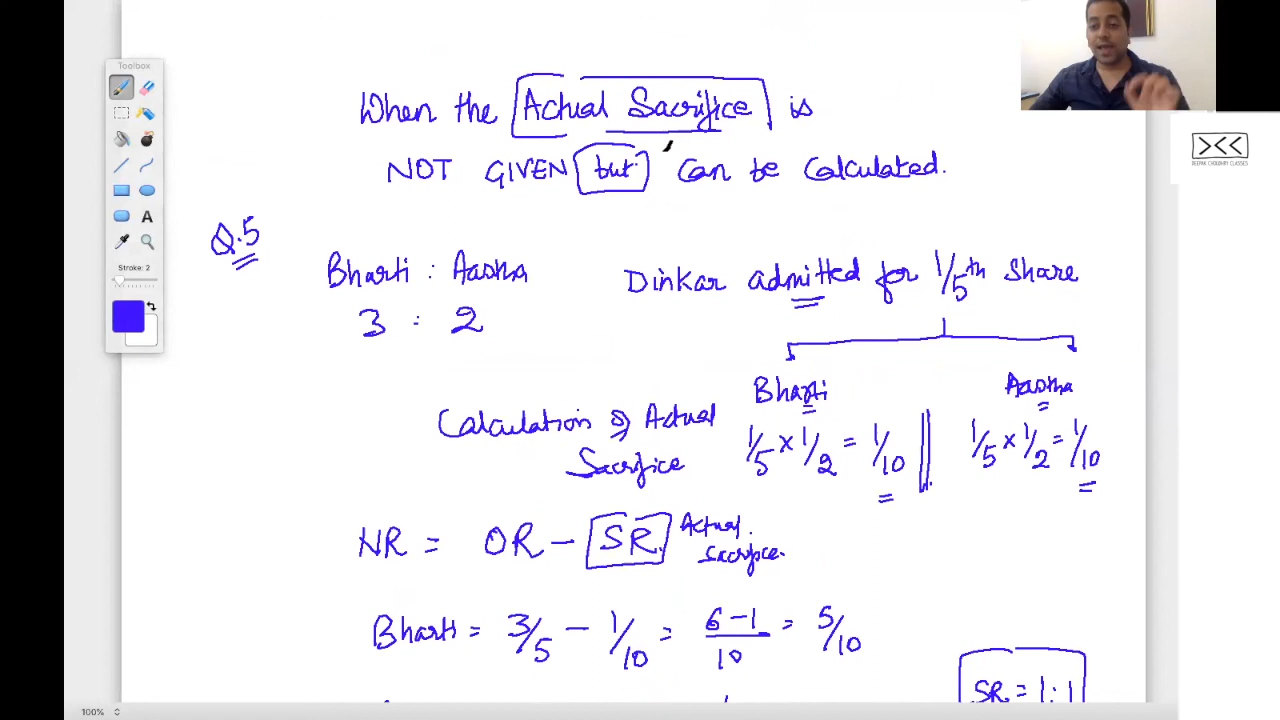 Toolbox
When the Actual Sacrifice is
NOT GIVEN but can be Calculated.
DEEPAK CHOUDHRY CLASSES
Q.5
Bharti : Aasha
3 : 2
Dinkar admitted for 1/5th share
Stroke: 2
A
Bharti
Aasha
Calculation of Actual Sacrifice
1/5 × 1/2 = 1/10
1/5 × 1/2 = 1/10
NR = OR - SR. Actual. Sacrifice.
Bharti = 3/5 - 1/10 = 6-1/10 = 5/10
SR = 1:1
100%